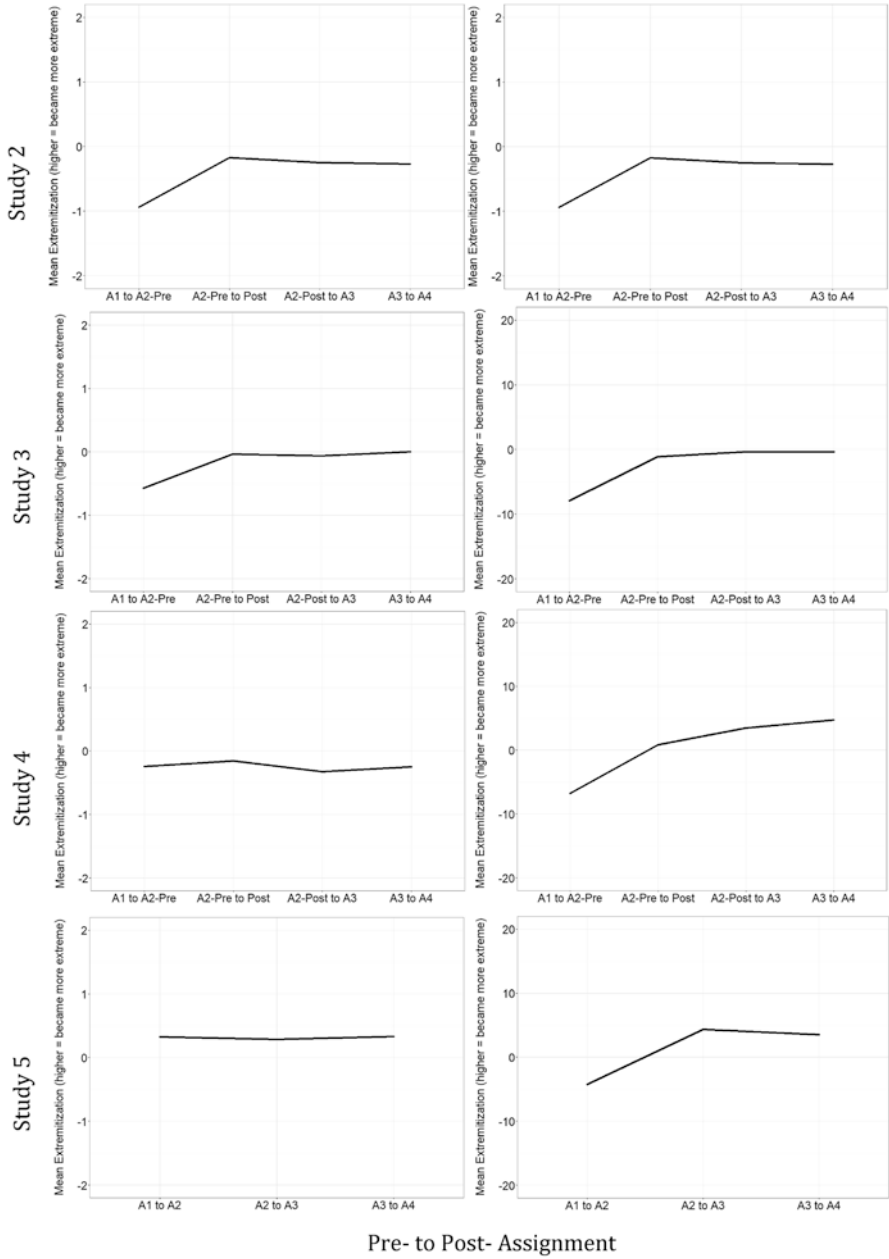 Study 2
Mean Extremitization (higher = became more extreme)
2
1
0
-1
-2
A1 to A2-Pre A2-Pre to Post A2-Post to A3 A3 to A4
Mean Extremitization (higher = became more extreme)
2
1
0
-1
-2
A1 to A2-Pre A2-Pre to Post A2-Post to A3 A3 to A4
Study 3
Mean Extremitization (higher = became more extreme)
2
1
0
-1
-2
A1 to A2-Pre A2-Pre to Post A2-Post to A3 A3 to A4
Mean Extremitization (higher = became more extreme)
20
10
0
-10
-20
A1 to A2-Pre A2-Pre to Post A2-Post to A3 A3 to A4
Study 4
Mean Extremitization (higher = became more extreme)
2
1
0
-1
-2
A1 to A2-Pre A2-Pre to Post A2-Post to A3 A3 to A4
Mean Extremitization (higher = became more extreme)
20
10
0
-10
-20
A1 to A2-Pre A2-Pre to Post A2-Post to A3 A3 to A4
Study 5
Mean Extremitization (higher = became more extreme)
2
1
0
-1
-2
A1 to A2 A2 to A3 A3 to A4
Mean Extremitization (higher = became more extreme)
20
10
0
-10
-20
A1 to A2 A2 to A3 A3 to A4
Pre- to Post- Assignment